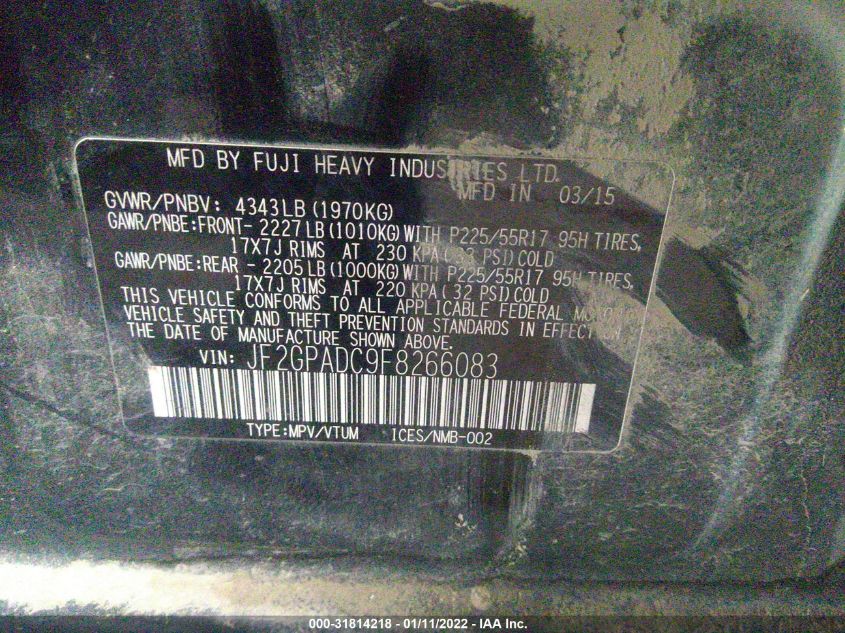 MFD BY FUJI HEAVY INDUSTRIES LTD.
MFD IN 03/15
GVWR/PNBV: 4343LB (1970KG)
GAWR/PNBE:FRONT- 2227LB (1010KG) WITH P225/55R17 95H TIRES,
17X7J RIMS AT 230 KPA (33 PSI) COLD
GAWR/PNBE:REAR - 2205LB (1000KG) WITH P225/55R17 95H TIRES,
17X7J RIMS AT 220 KPA (32 PSI) COLD
THIS VEHICLE CONFORMS TO ALL APPLICABLE FEDERAL MOTOR
VEHICLE SAFETY AND THEFT PREVENTION STANDARDS IN EFFECT ON
THE DATE OF MANUFACTURE SHOWN ABOVE.
VIN: JF2GPADC9F8266083
TYPE:MPV/VTUM ICES/NMB-002
000-31814218 - 01/11/2022 - IAA Inc.